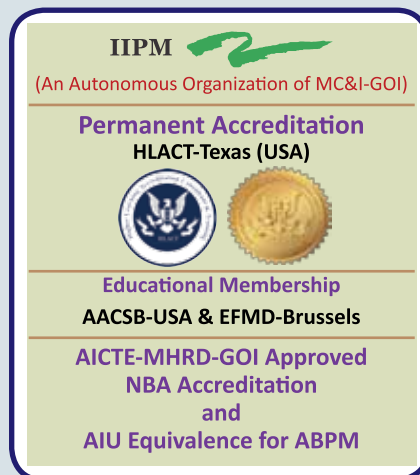 IIPM
(An Autonomous Organization of MC&I-GOI)
Permanent Accreditation
HLACT-Texas (USA)
HLACT
Educational Membership
AACSB-USA & EFMD-Brussels
AICTE-MHRD-GOI Approved
NBA Accreditation
and
AIU Equivalence for ABPM